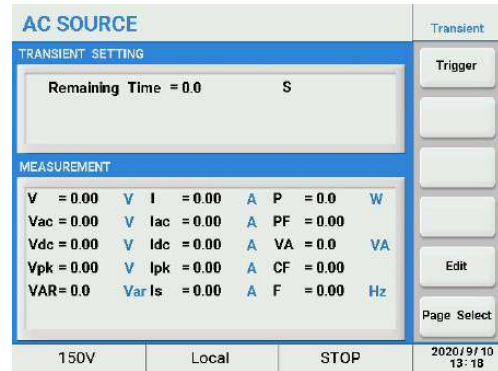 AC SOURCE
Transient
TRANSIENT SETTING
Trigger
Remaining Time = 0.0 S
MEASUREMENT
V = 0.00 V I = 0.00 A P = 0.0 W
Vac = 0.00 V Iac = 0.00 A PF = 0.00
Vdc = 0.00 V Idc = 0.00 A VA = 0.0 VA
Vpk = 0.00 V Ipk = 0.00 A CF = 0.00
VAR= 0.0 Var Is = 0.00 A F = 0.00 Hz
Edit
Page Select
150V Local STOP
2020/9/10
13:18